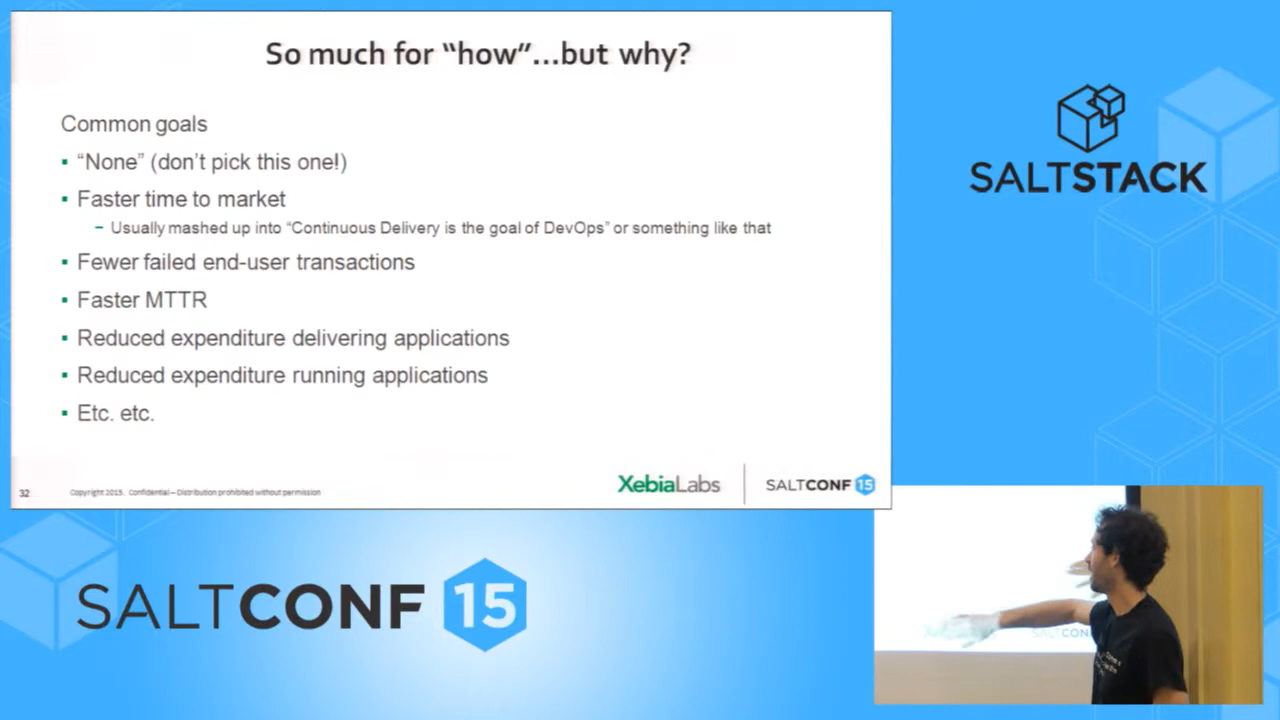 So much for “how”...but why?
Common goals
▪ “None” (don’t pick this one!)
▪ Faster time to market
– Usually mashed up into “Continuous Delivery is the goal of DevOps” or something like that
▪ Fewer failed end-user transactions
▪ Faster MTTR
▪ Reduced expenditure delivering applications
▪ Reduced expenditure running applications
▪ Etc. etc.
32
Copyright 2015. Confidential – Distribution prohibited without permission
XebiaLabs
SALTCONF 15
SALTSTACK
SALTCONF 15